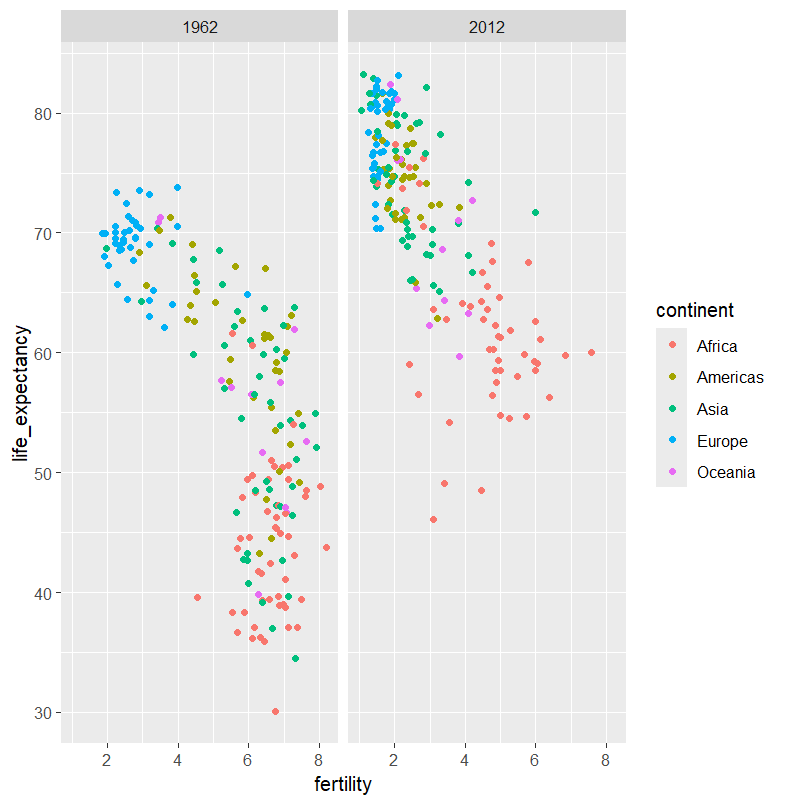 1962
2012
80
70
60
50
40
30
life_expectancy
2
4
6
8
2
4
6
8
fertility
continent
Africa
Americas
Asia
Europe
Oceania